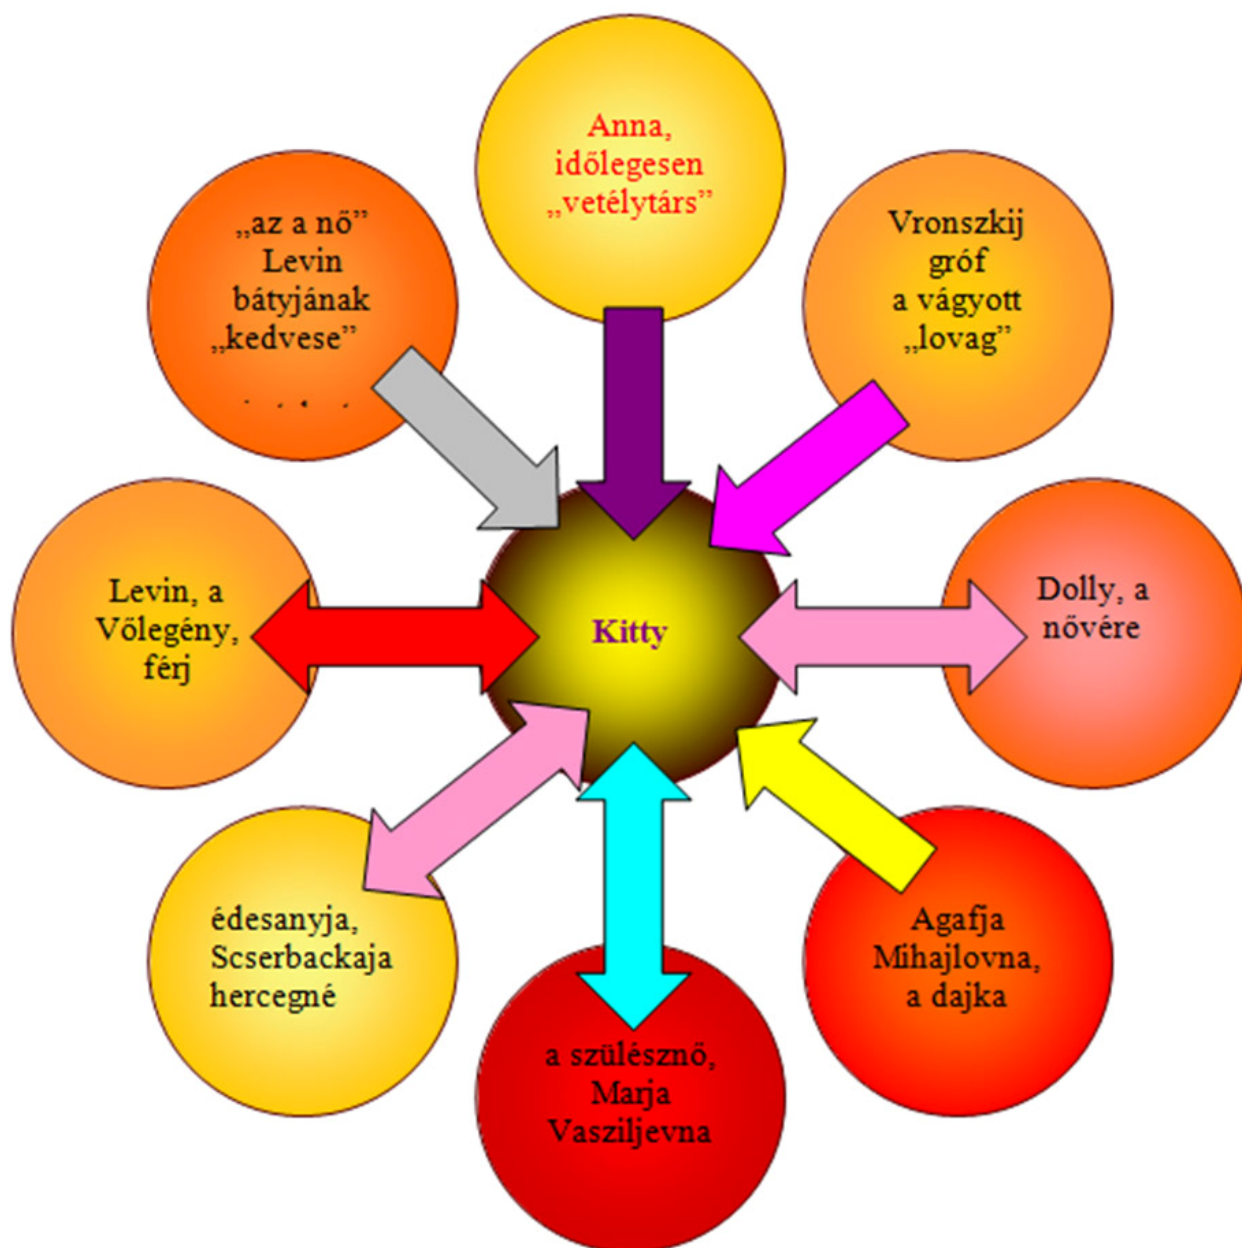 Anna,
időlegesen
„vetélytárs”
„az a nő”
Levin
bátyjának
„kedvese”
Vronszkij
gróf
a vágyott
„lovag”
Levin, a
Vőlegény,
férj
Kitty
Dolly, a
nővére
édesanyja,
Scserbackaja
hercegné
a szülésznő,
Marja
Vasziljevna
Agafja
Mihajlovna,
a dajka